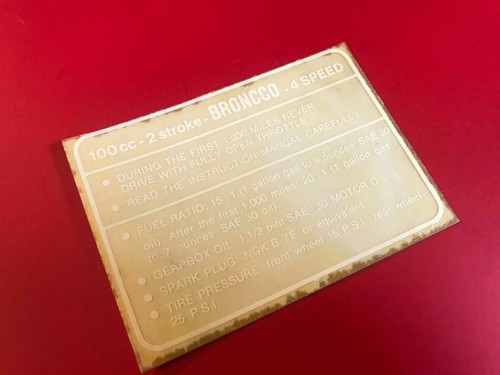 100cc - 2 stroke - BRONCCO - 4 SPEED
• DURING THE FIRST 1,000 MILES NEVER
DRIVE WITH FULLY OPEN THROTTLE
• READ THE INSTRUCTION MANUAL CAREFULLY
• FUEL RATIO: 15 : 1 (1 gallon gas to 9 ounces SAE 30
oil). After the first 1,000 miles 20 : 1 (1 gallon gas
to 7 ounces SAE 30 oil).
• GEARBOX OIL: 1 1/2 pint SAE - 30 MOTOR OIL
• SPARK PLUG: NGK B 7E or equivalent
• TIRE PRESSURE: front wheel 15 P.S.I. rear wheel
25 P S I